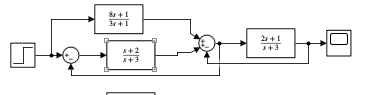 8s + 1
3s + 1
+
−
s + 2
s + 3
+
+
−
2s + 1
s + 3